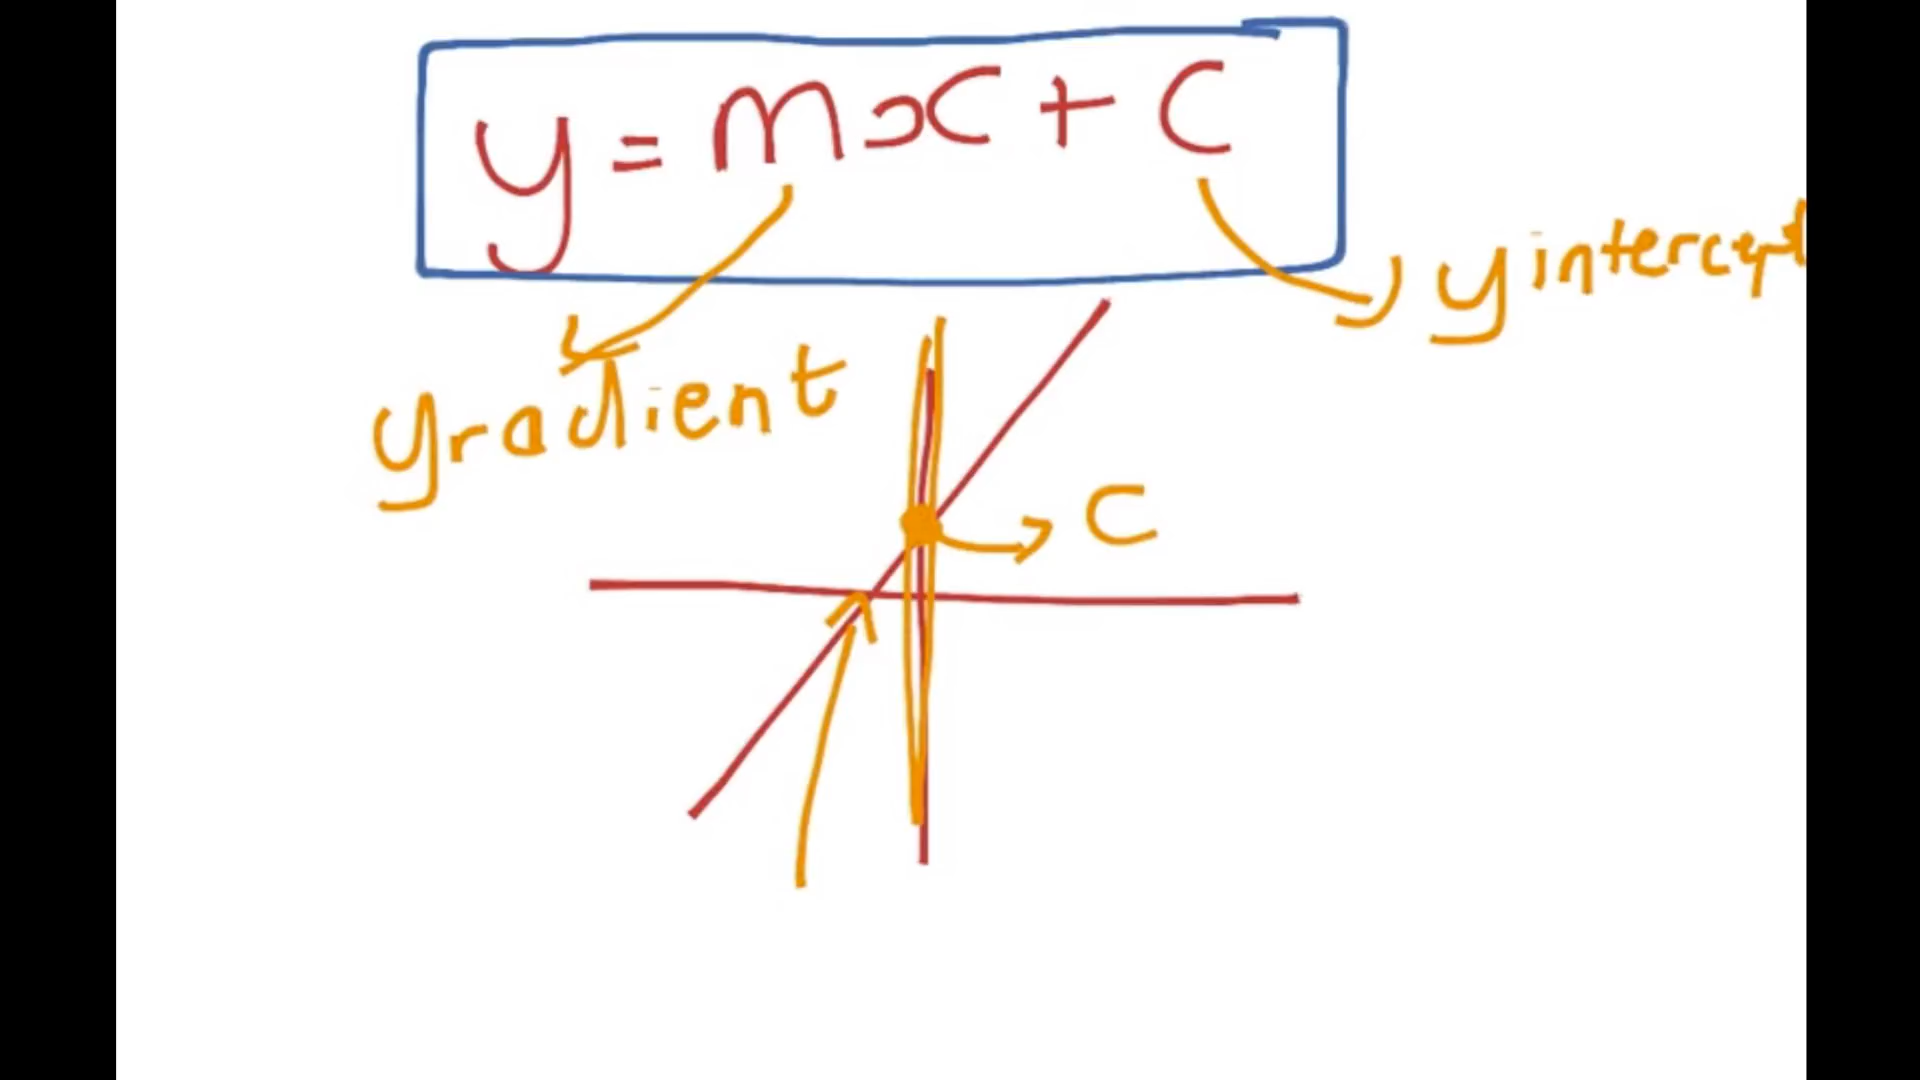 y = mx + c
y intercept
gradient
c